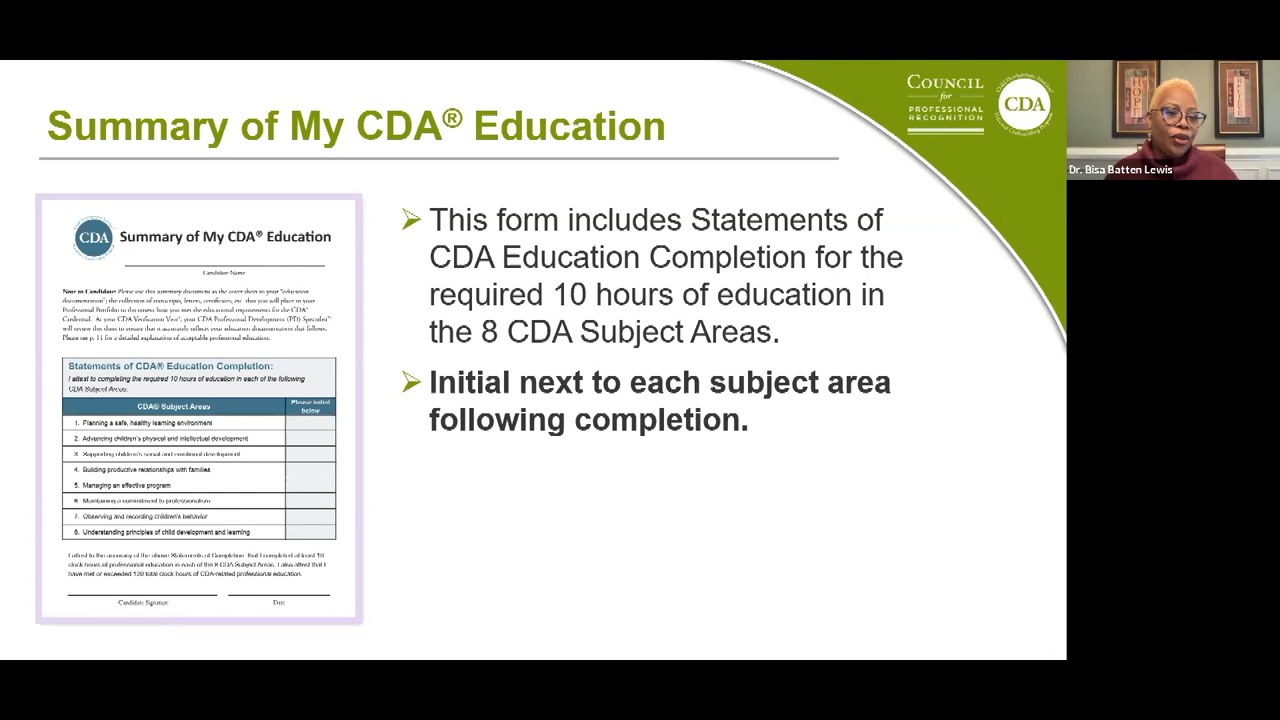 Summary of My CDA® Education
COUNCIL
for
PROFESSIONAL
RECOGNITION
CDA
Dr. Bisa Batten Lewis
HOPE
This form includes Statements of
CDA Education Completion for the
required 10 hours of education in
the 8 CDA Subject Areas.
Initial next to each subject area
following completion.
CDA
Summary of My CDA® Education
Candidate Name
Note to Candidate: Please use this summary document as the cover sheet to your "education
documentation"; the collection of transcripts, letters, certificates, etc. that you will place in your
Professional Portfolio to document how you met the educational requirements for the CDA®
Credential. At your CDA Verification Visit®, your CDA Professional Development (PD) Specialist™
will review this sheet to ensure that it accurately reflects your education documentation that follows.
Please see p. 11 for a detailed explanation of acceptable professional education.
Statements of CDA® Education Completion:
I attest to completing the required 10 hours of education in each of the following
CDA Subject Areas.
CDA® Subject Areas
Please initial
below
1. Planning a safe, healthy learning environment
2. Advancing children's physical and intellectual development
3. Supporting children's social and emotional development
4. Building productive relationships with families
5. Managing an effective program
6. Maintaining a commitment to professionalism
7. Observing and recording children's behavior
8. Understanding principles of child development and learning
I attest to the summary of the above Statements of Completion, that I completed at least 10
clock hours of professional education in each of the 8 CDA Subject Areas. I also attest that I
have met or exceeded 120 total clock hours of CDA-related professional education.
Candidate Signature
Date